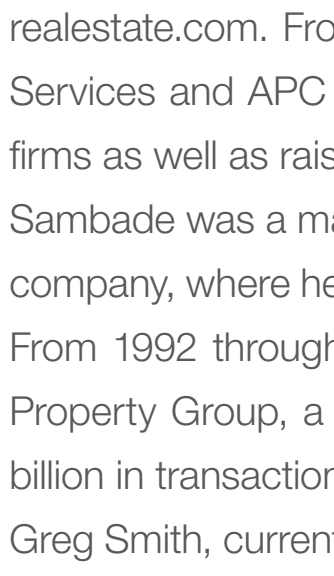 realestate.com. Fro
Services and APC
firms as well as rais
Sambade was a ma
company, where he
From 1992 through
Property Group, a
billion in transaction
Greg Smith, current